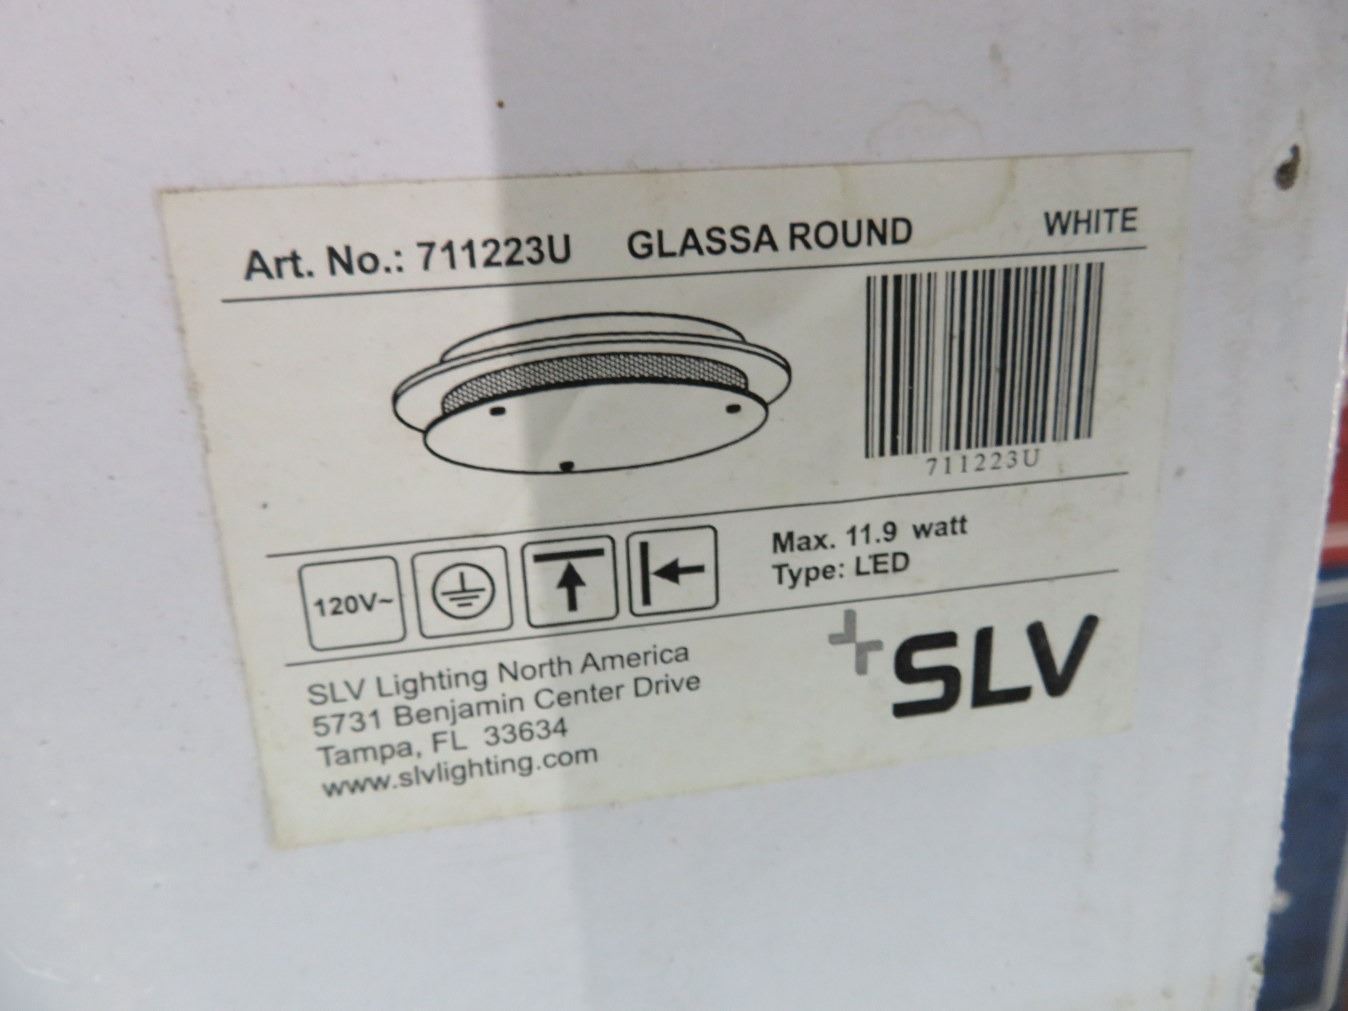 Art. No.: 711223U GLASSA ROUND WHITE
711223U
120V~
Max. 11.9 watt
Type: LED
SLV Lighting North America
5731 Benjamin Center Drive
Tampa, FL 33634
www.slvlighting.com
SLV